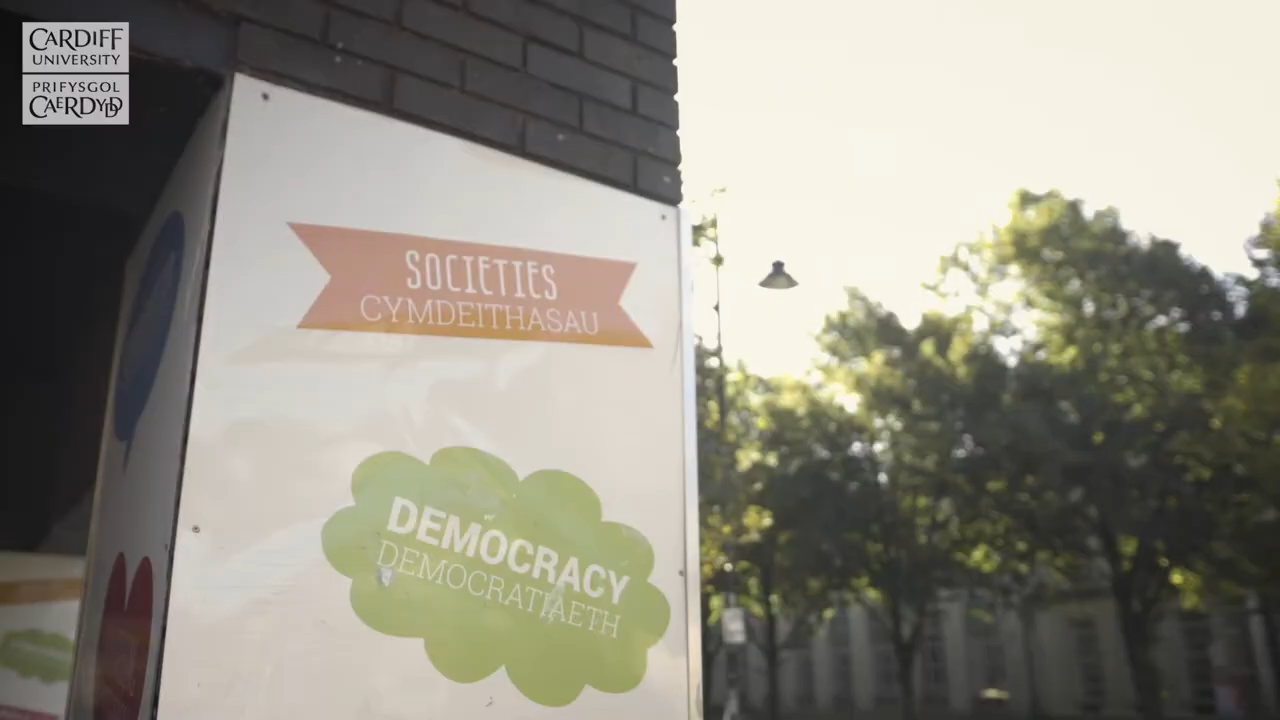 CARDIFF
UNIVERSITY
PRIFYSGOL
CAERDYDD
SOCIETIES
CYMDEITHASAU
DEMOCRACY
DEMOCRATIAETH